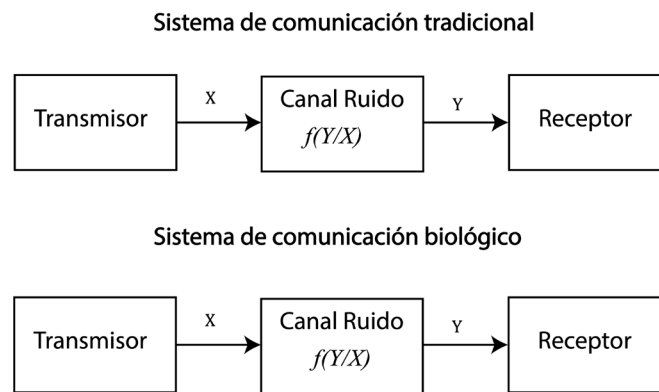 Sistema de comunicación tradicional
Transmisor
X
Canal Ruido
f(Y/X)
Y
Receptor
Sistema de comunicación biológico
Transmisor
X
Canal Ruido
f(Y/X)
Y
Receptor